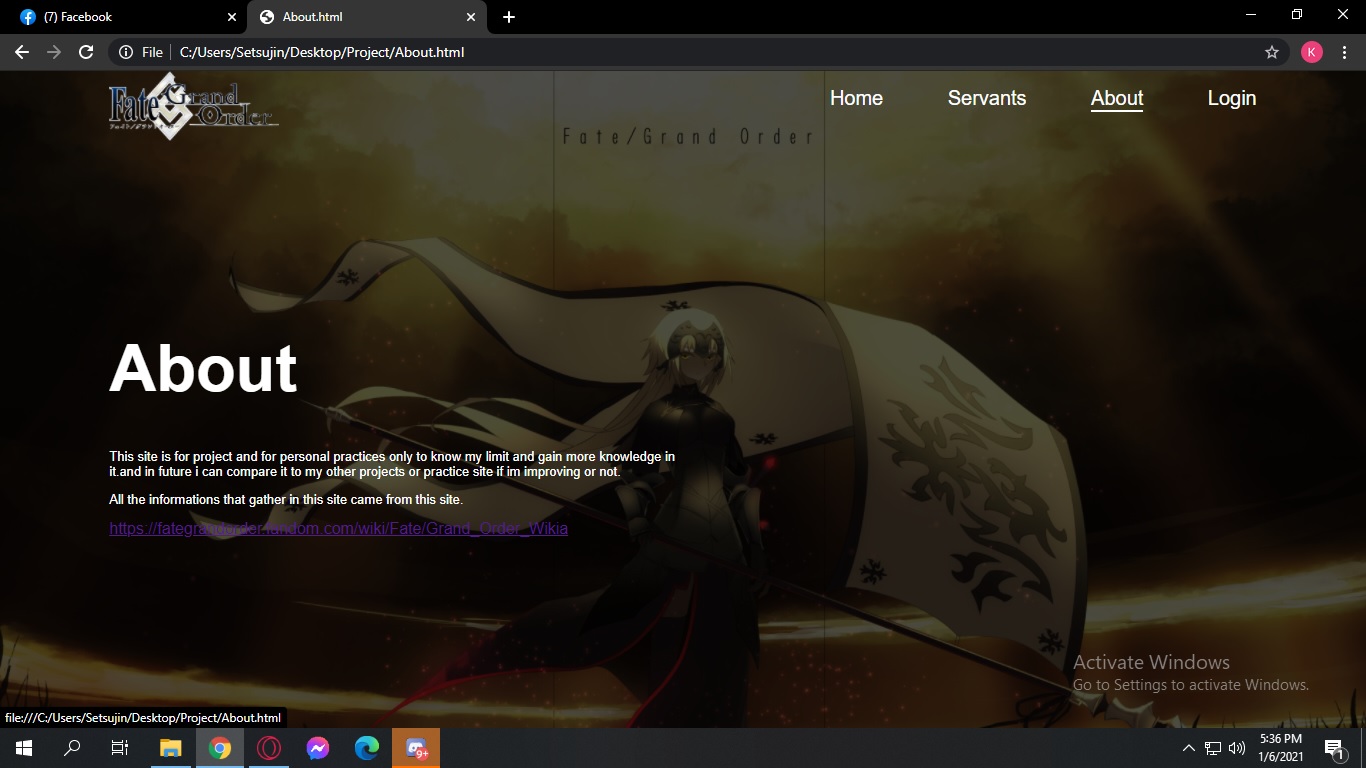 (7) Facebook
About.html
File
C:/Users/Setsujin/Desktop/Project/About.html
K
Fate Grand Order
Home
Servants
About
Login
Fate/Grand Order
About
This site is for project and for personal practices only to know my limit and gain more knowledge in
it.and in future i can compare it to my other projects or practice site if im improving or not.
All the informations that gather in this site came from this site.
https://fategrandorder.fandom.com/wiki/Fate/Grand_Order_Wikia
Activate Windows
Go to Settings to activate Windows.
file:///C:/Users/Setsujin/Desktop/Project/About.html
9+
5:36 PM
1/6/2021
1